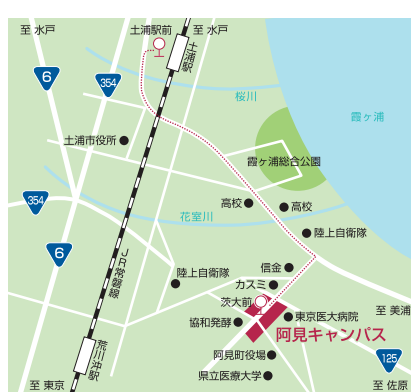 至 水戸
土浦駅前
至 水戸
土浦駅
6
354
桜川
霞ヶ浦
土浦市役所
霞ヶ浦総合公園
354
高校
高校
花室川
陸上自衛隊
6
JR常磐線
陸上自衛隊
信金
カスミ
茨大前
至 美浦
協和発酵
東京医大病院
阿見キャンパス
荒川沖駅
阿見町役場
125
県立医療大学
至 東京
至 佐原